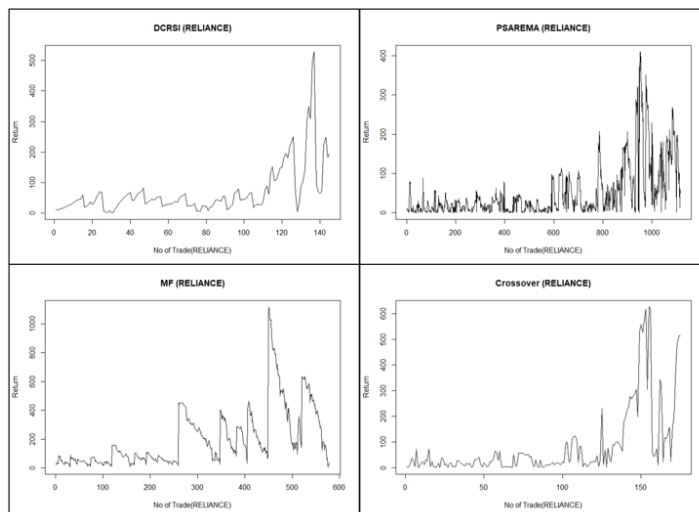 DCRSI (RELIANCE)
Return
0 100 200 300 400 500
0 20 40 60 80 100 120 140
No of Trade(RELIANCE)
PSAREMA (RELIANCE)
Return
0 100 200 300 400
0 200 400 600 800 1000
No of Trade(RELIANCE)
MF (RELIANCE)
Return
0 200 400 600 800 1000
0 100 200 300 400 500 600
No of Trade(RELIANCE)
Crossover (RELIANCE)
Return
0 100 200 300 400 500 600
0 50 100 150
No of Trade(RELIANCE)